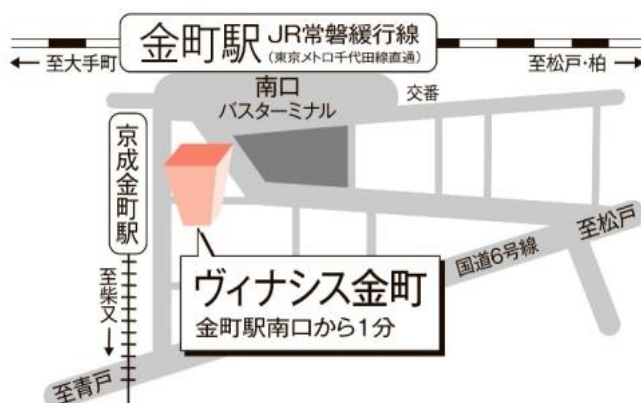 金町駅
JR常磐緩行線
(東京メトロ千代田線直通)
←至大手町
至松戸・柏→
南口
バスターミナル
交番
京成金町駅
至柴又→
至松戸
国道6号線
ヴィナシス金町
金町駅南口から1分
至青戸